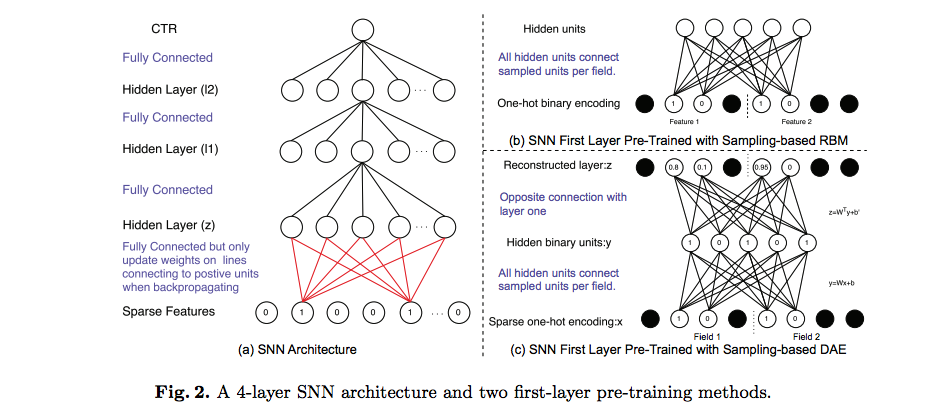 CTR
Fully Connected
Hidden Layer (l2)
Fully Connected
Hidden Layer (l1)
Fully Connected
Hidden Layer (z)
Fully Connected but only
update weights on lines
connecting to postive units
when backpropagating
Sparse Features
0 1 0 0 1 ... 0
(a) SNN Architecture
Hidden units
All hidden units connect
sampled units per field.
One-hot binary encoding
1 0 1 0
Feature 1 Feature 2
(b) SNN First Layer Pre-Trained with Sampling-based RBM
Reconstructed layer:z
0.8 0.1 0.95 0
Opposite connection with
layer one
z=WTy+b'
Hidden binary units:y
1 0 1 0 1
All hidden units connect
sampled units per field.
y=Wx+b
Sparse one-hot encoding:x
1 0 1 0
Field 1 Field 2
(c) SNN First Layer Pre-Trained with Sampling-based DAE
Fig. 2. A 4-layer SNN architecture and two first-layer pre-training methods.